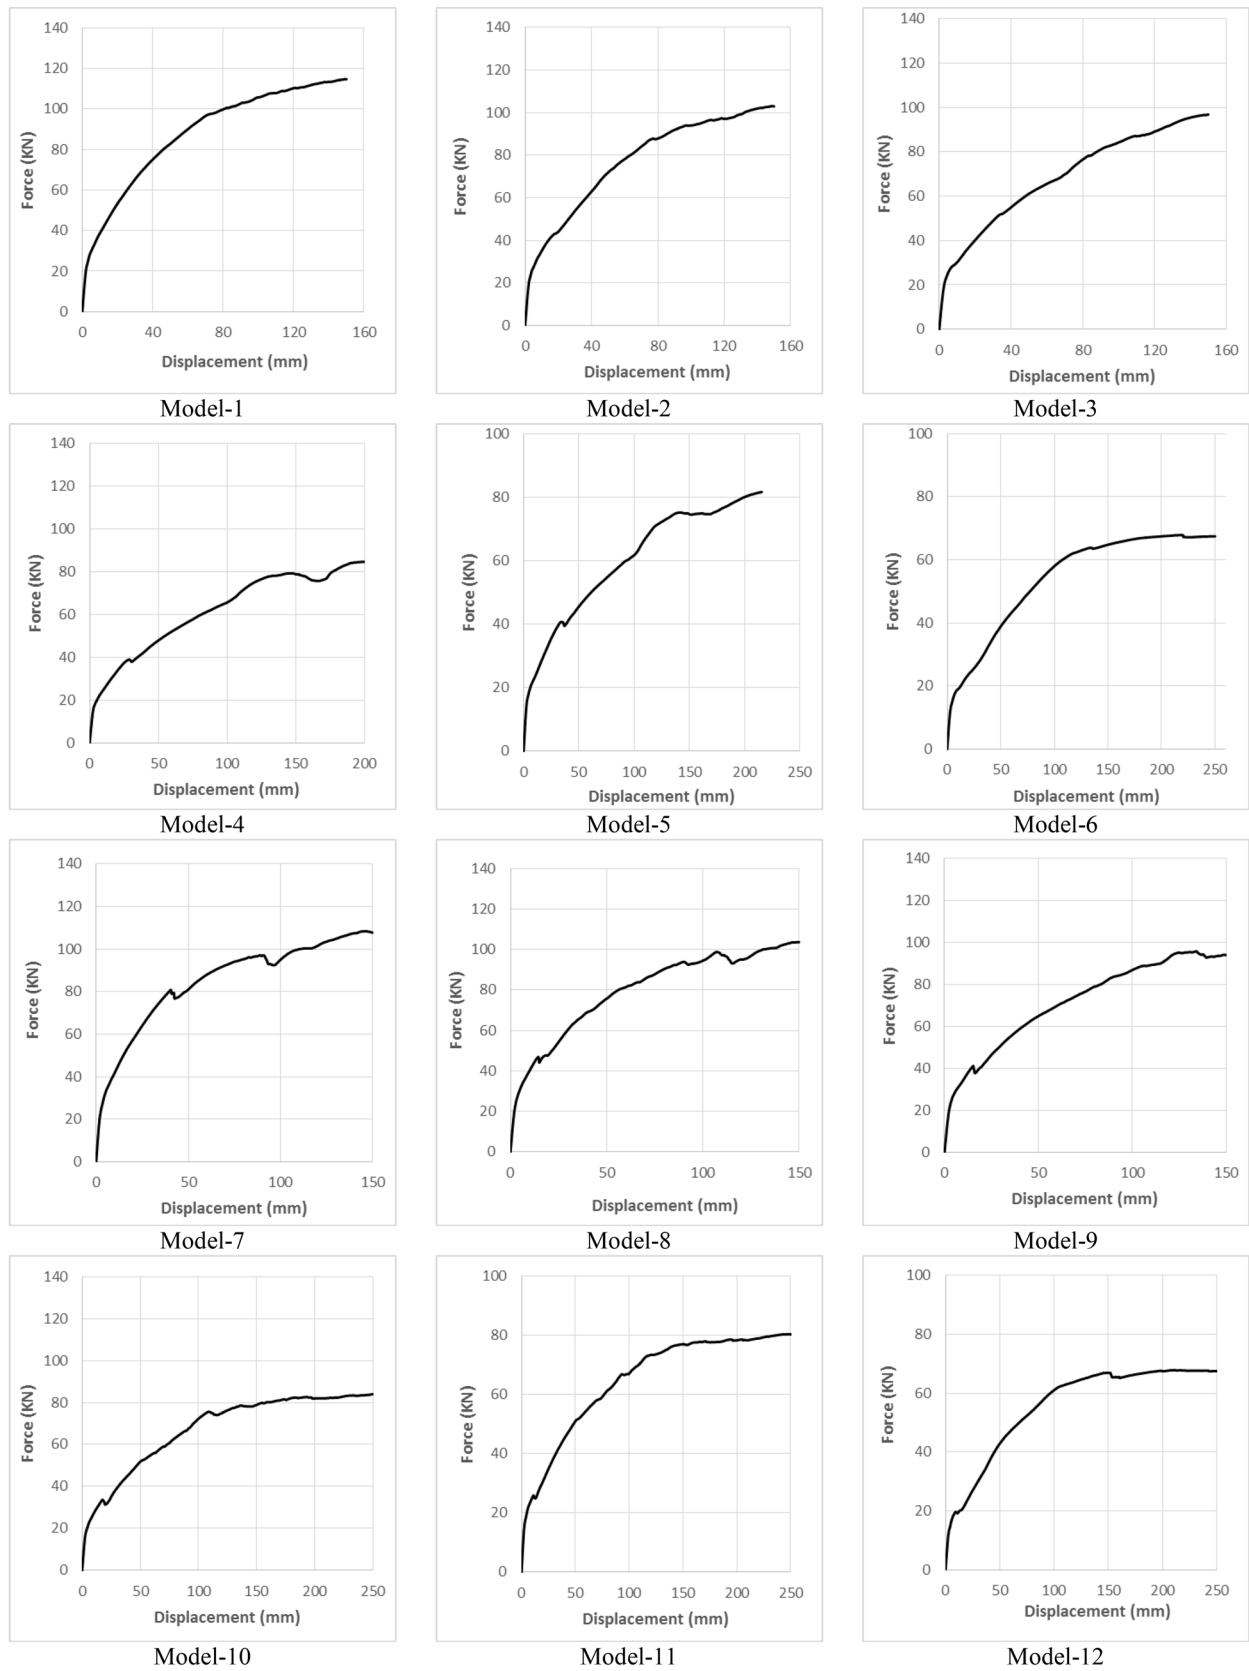 140
120
100
80
60
40
20
0
Force (KN)
0 40 80 120 160
Displacement (mm)
Model-1
140
120
100
80
60
40
20
0
Force (KN)
0 40 80 120 160
Displacement (mm)
Model-2
140
120
100
80
60
40
20
0
Force (KN)
0 40 80 120 160
Displacement (mm)
Model-3
140
120
100
80
60
40
20
0
Force (KN)
0 50 100 150 200
Displacement (mm)
Model-4
100
80
60
40
20
0
Force (KN)
0 50 100 150 200 250
Displacement (mm)
Model-5
100
80
60
40
20
0
Force (KN)
0 50 100 150 200 250
Displacement (mm)
Model-6
140
120
100
80
60
40
20
0
Force (KN)
0 50 100 150
Displacement (mm)
Model-7
140
120
100
80
60
40
20
0
Force (KN)
0 50 100 150
Displacement (mm)
Model-8
140
120
100
80
60
40
20
0
Force (KN)
0 50 100 150
Displacement (mm)
Model-9
140
120
100
80
60
40
20
0
Force (KN)
0 50 100 150 200 250
Displacement (mm)
Model-10
100
80
60
40
20
0
Force (KN)
0 50 100 150 200 250
Displacement (mm)
Model-11
100
80
60
40
20
0
Force (KN)
0 50 100 150 200 250
Displacement (mm)
Model-12